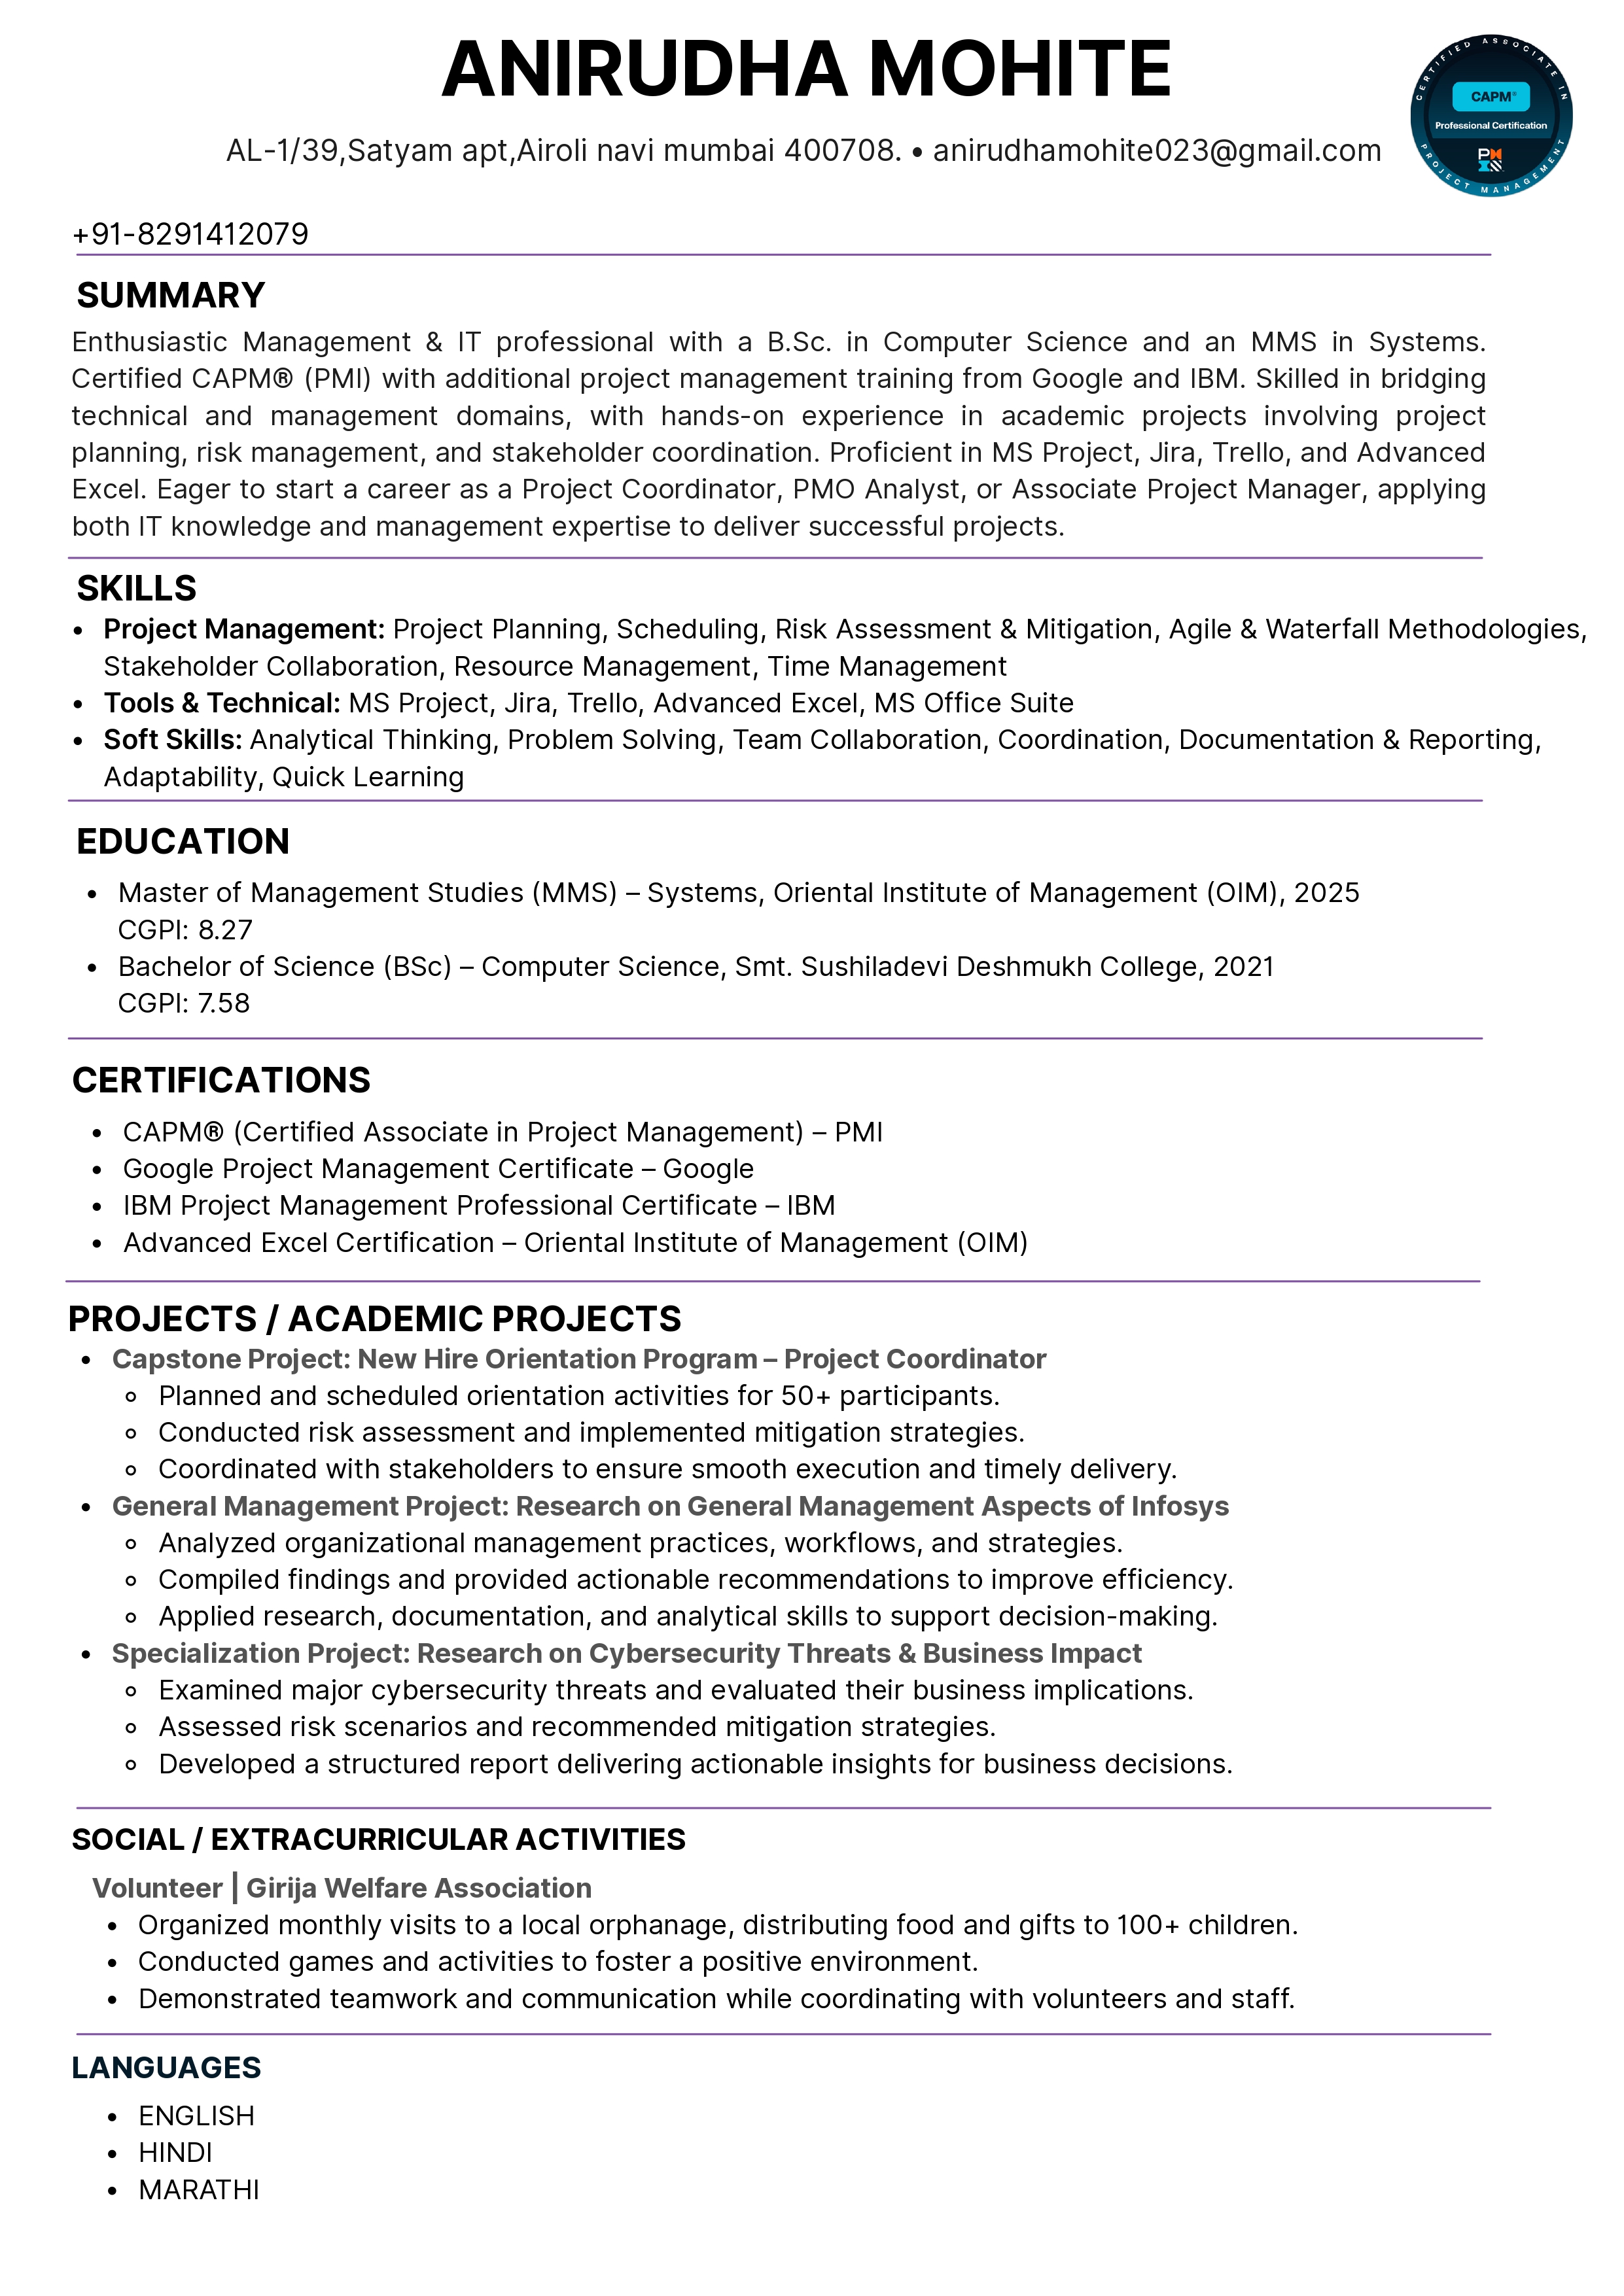 ANIRUDHA MOHITE
CERTIFIED ASSOCIATE IN
CAPM®
Professional Certification
PROJECT MANAGEMENT
AL-1/39,Satyam apt,Airoli navi mumbai 400708. • anirudhamohite023@gmail.com
+91-8291412079
SUMMARY
Enthusiastic Management & IT professional with a B.Sc. in Computer Science and an MMS in Systems.
Certified CAPM® (PMI) with additional project management training from Google and IBM. Skilled in bridging
technical and management domains, with hands-on experience in academic projects involving project
planning, risk management, and stakeholder coordination. Proficient in MS Project, Jira, Trello, and Advanced
Excel. Eager to start a career as a Project Coordinator, PMO Analyst, or Associate Project Manager, applying
both IT knowledge and management expertise to deliver successful projects.
SKILLS
• Project Management: Project Planning, Scheduling, Risk Assessment & Mitigation, Agile & Waterfall Methodologies,
Stakeholder Collaboration, Resource Management, Time Management
• Tools & Technical: MS Project, Jira, Trello, Advanced Excel, MS Office Suite
• Soft Skills: Analytical Thinking, Problem Solving, Team Collaboration, Coordination, Documentation & Reporting,
Adaptability, Quick Learning
EDUCATION
• Master of Management Studies (MMS) – Systems, Oriental Institute of Management (OIM), 2025
CGPI: 8.27
• Bachelor of Science (BSc) – Computer Science, Smt. Sushiladevi Deshmukh College, 2021
CGPI: 7.58
CERTIFICATIONS
• CAPM® (Certified Associate in Project Management) – PMI
• Google Project Management Certificate – Google
• IBM Project Management Professional Certificate – IBM
• Advanced Excel Certification – Oriental Institute of Management (OIM)
PROJECTS / ACADEMIC PROJECTS
• Capstone Project: New Hire Orientation Program – Project Coordinator
◦ Planned and scheduled orientation activities for 50+ participants.
◦ Conducted risk assessment and implemented mitigation strategies.
◦ Coordinated with stakeholders to ensure smooth execution and timely delivery.
• General Management Project: Research on General Management Aspects of Infosys
◦ Analyzed organizational management practices, workflows, and strategies.
◦ Compiled findings and provided actionable recommendations to improve efficiency.
◦ Applied research, documentation, and analytical skills to support decision-making.
• Specialization Project: Research on Cybersecurity Threats & Business Impact
◦ Examined major cybersecurity threats and evaluated their business implications.
◦ Assessed risk scenarios and recommended mitigation strategies.
◦ Developed a structured report delivering actionable insights for business decisions.
SOCIAL / EXTRACURRICULAR ACTIVITIES
Volunteer | Girija Welfare Association
• Organized monthly visits to a local orphanage, distributing food and gifts to 100+ children.
• Conducted games and activities to foster a positive environment.
• Demonstrated teamwork and communication while coordinating with volunteers and staff.
LANGUAGES
• ENGLISH
• HINDI
• MARATHI